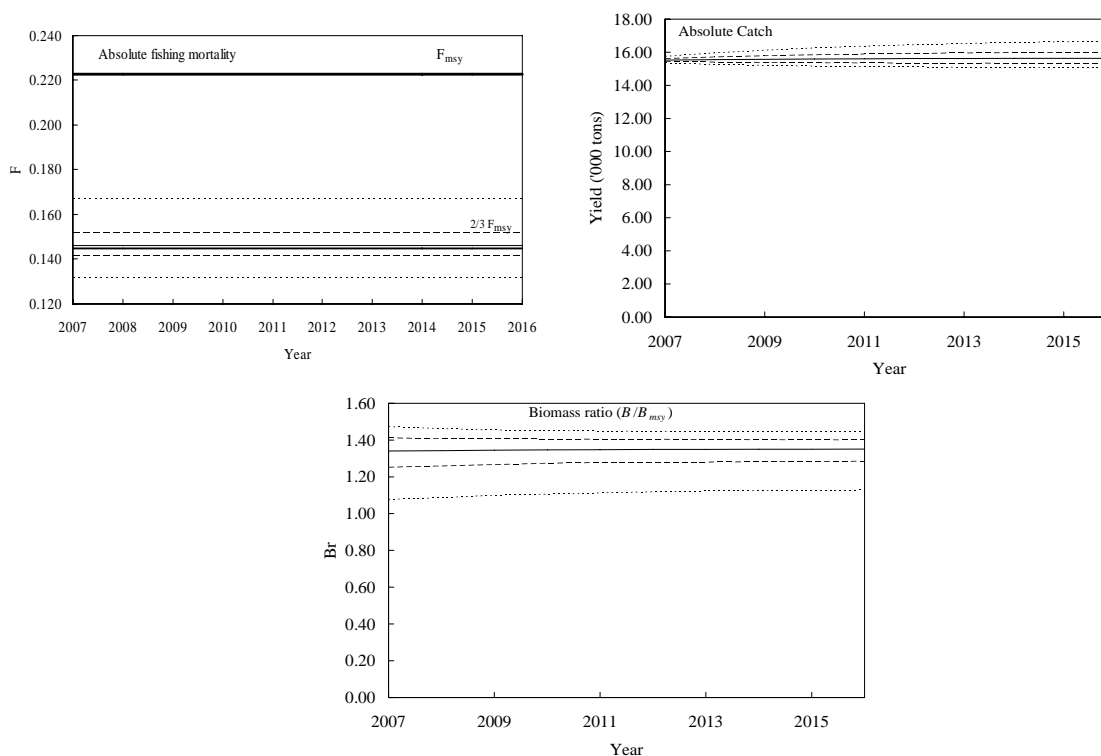 Absolute fishing mortality
Fmsy
0.240
0.220
0.200
0.180
0.160
0.140
0.120
F
2/3 Fmsy
2007 2008 2009 2010 2011 2012 2013 2014 2015 2016
Year
Absolute Catch
18.00
16.00
14.00
12.00
10.00
8.00
6.00
4.00
2.00
0.00
Yield ('000 tons)
2007 2009 2011 2013 2015
Year
Biomass ratio (B/Bmsy)
1.60
1.40
1.20
1.00
0.80
0.60
0.40
0.20
0.00
Br
2007 2009 2011 2013 2015
Year